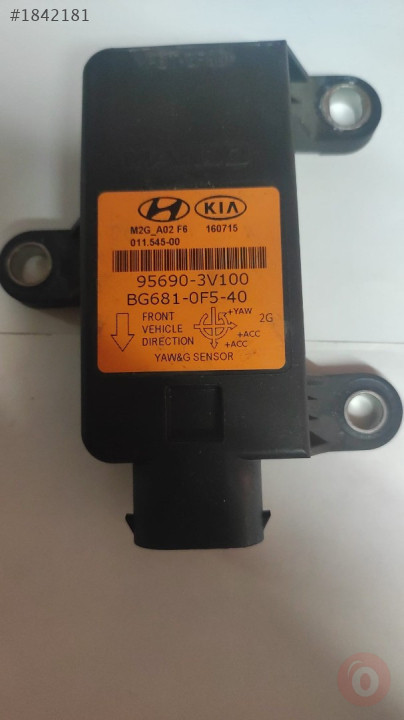 #1842181
KIA
M2G_A02 F6 160715
011.545-00
95690-3V100
BG681-0F5-40
FRONT +YAW 2G
VEHICLE +ACC
DIRECTION +ACC
YAW&G SENSOR